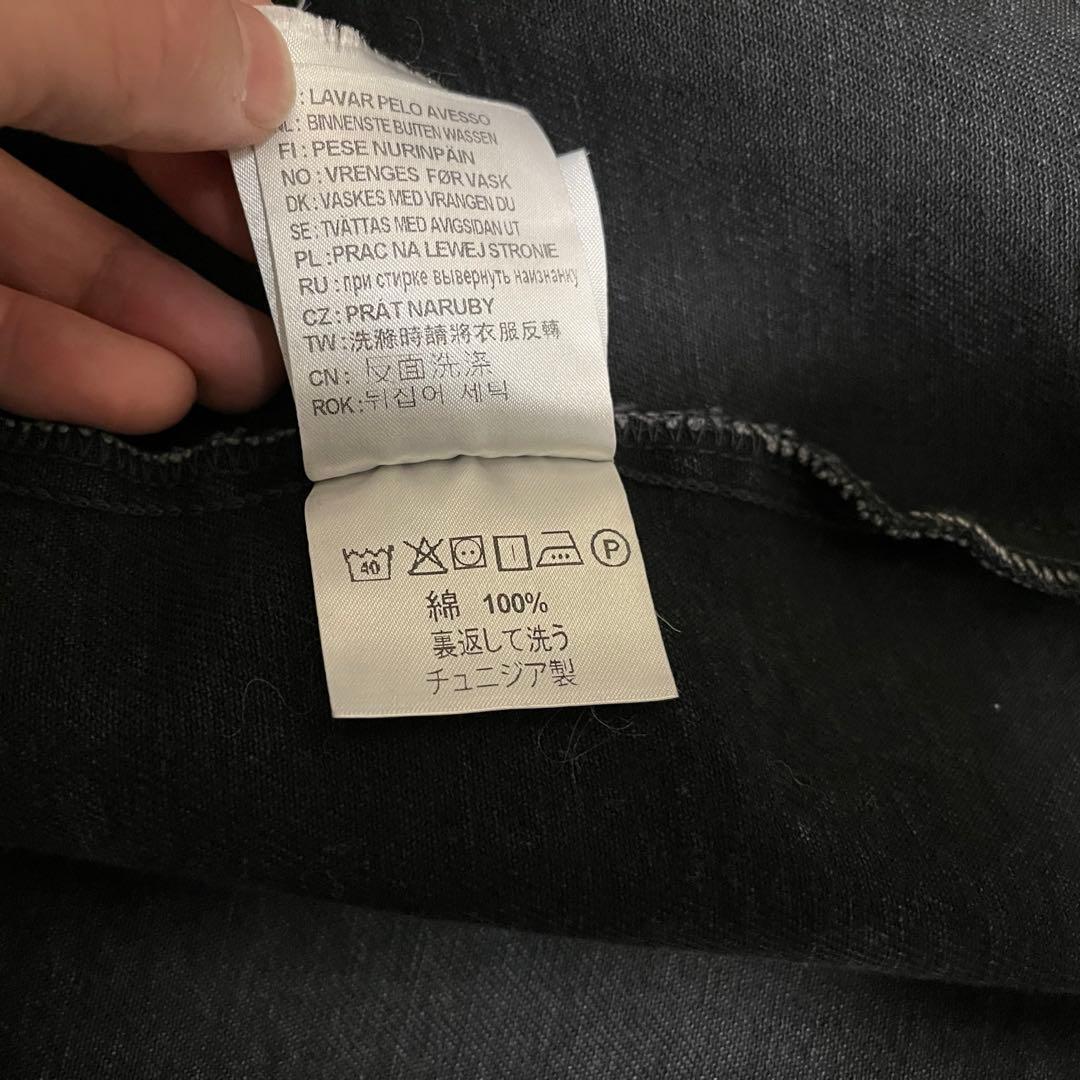 : LAVAR PELO AVESSO
NL: BINNENSTE BUITEN WASSEN
FI : PESE NURINPÄIN
NO : VRENGES FØR VASK
DK: VASKES MED VRANGEN DU
SE: TVÄTTAS MED AVIGSIDAN UT
PL :PRAC NA LEWEJ STRONIE
RU : при стирке вывернуть наизнанку
CZ: PRÁT NARUBY
TW:洗滌時請將衣服反轉
CN: 反面洗涤
ROK:뒤십어 세틱
40 P
綿 100%
裏返して洗う
チュニジア製